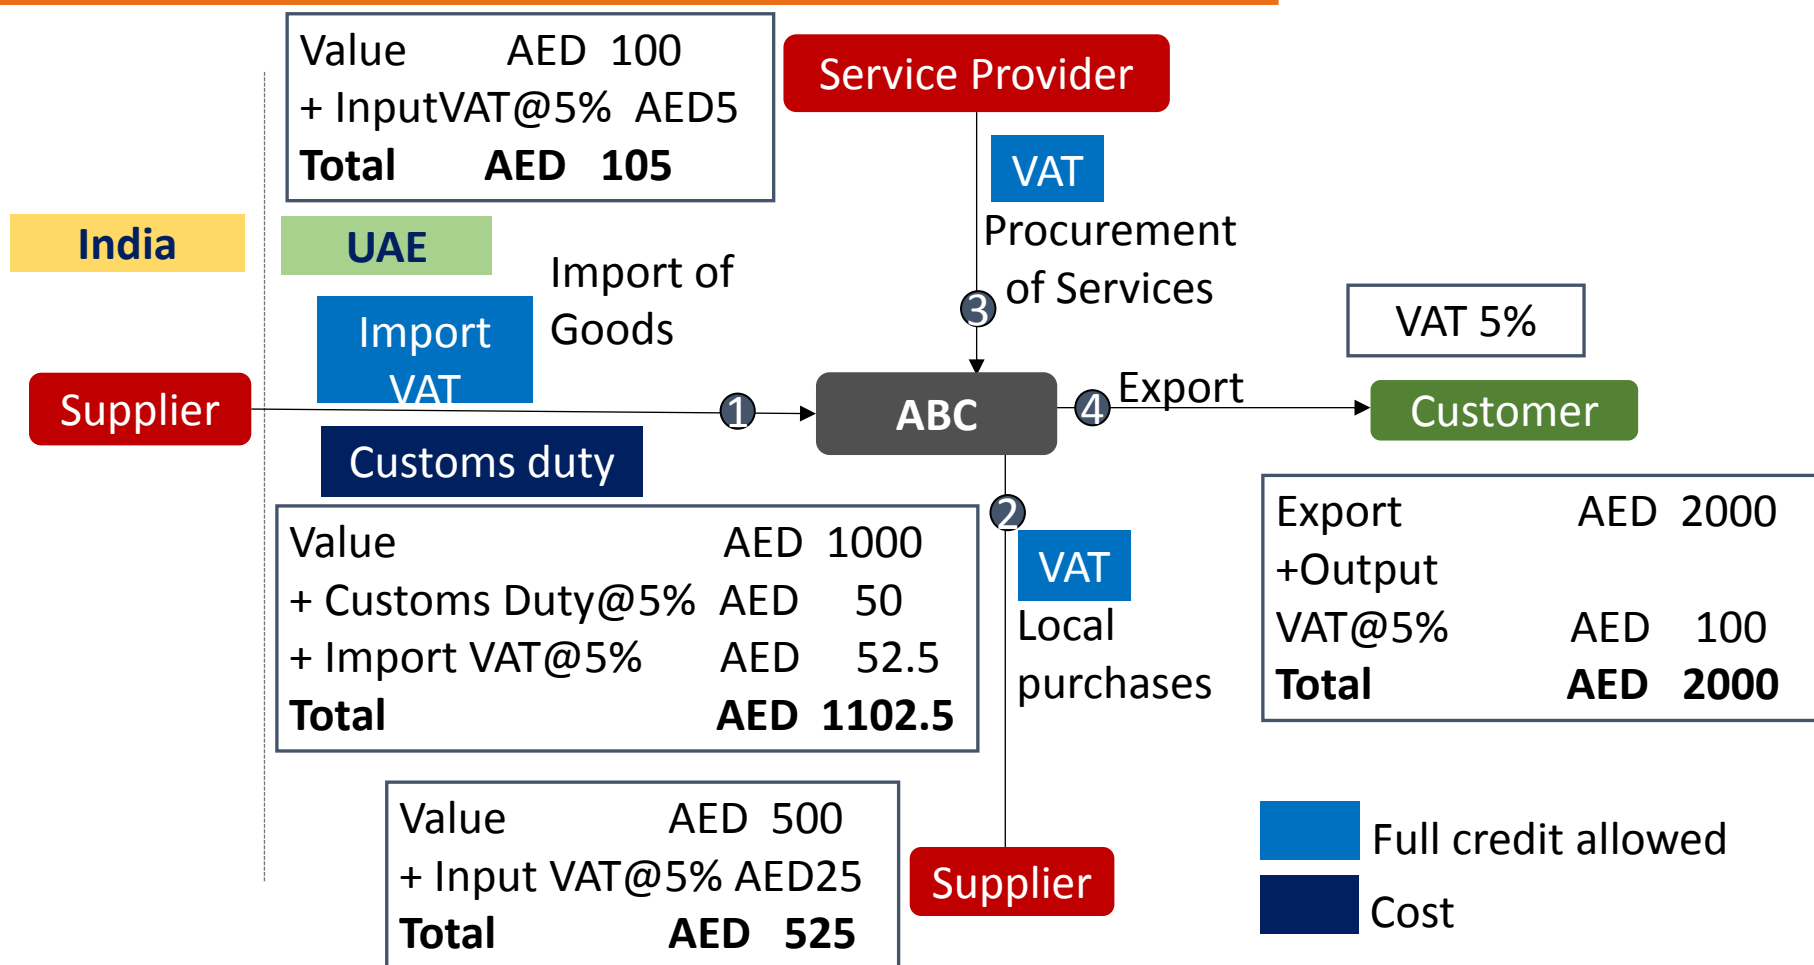 Value AED 100
+ InputVAT@5% AED5
Total AED 105
Service Provider
VAT
Procurement
of Services
India
UAE
Import of
Goods
Import
VAT
3
VAT 5%
Supplier
1
ABC
4
Export
Customer
Customs duty
Value AED 1000
+ Customs Duty@5% AED 50
+ Import VAT@5% AED 52.5
Total AED 1102.5
2
VAT
Local
purchases
Export AED 2000
+Output
VAT@5% AED 100
Total AED 2000
Value AED 500
+ Input VAT@5% AED25
Total AED 525
Supplier
Full credit allowed
Cost